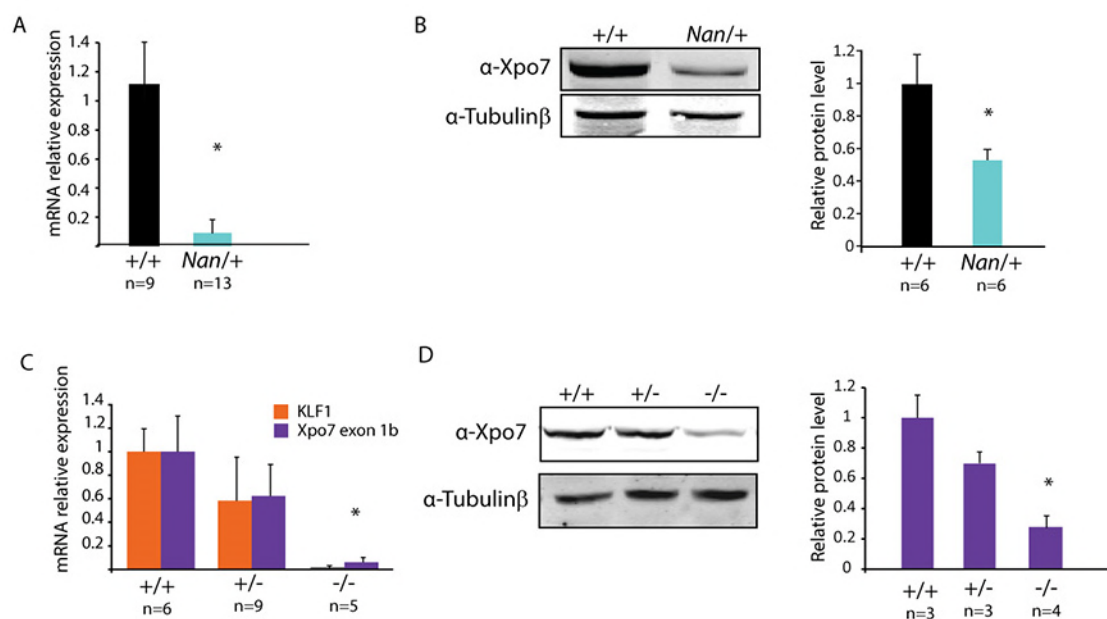 A
mRNA relative expression
1.4
1.2
1
0.8
0.6
0.4
0.2
+/+
Nan/+
n=9
n=13
B
+/+
Nan/+
α-Xpo7
α-Tubulinβ
Relative protein level
1.2
1
0.8
0.6
0.4
0.2
0
*
+/+
Nan/+
n=6
n=6
*
C
mRNA relative expression
1.4
1.2
1
0.8
0.6
0.4
0.2
KLF1
Xpo7 exon 1b
*
+/+
+/-
-/-
n=6
n=9
n=5
D
+/+
+/-
-/-
α-Xpo7
α-Tubulinβ
Relative protein level
1.2
1
0.8
0.6
0.4
0.2
0
*
+/+
+/-
-/-
n=3
n=3
n=4